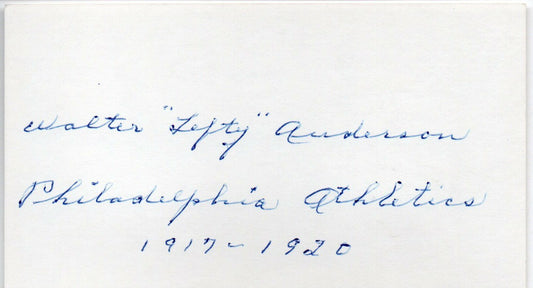 Walter "Lefty" Anderson
Philadelphia Athletics
1917-1920